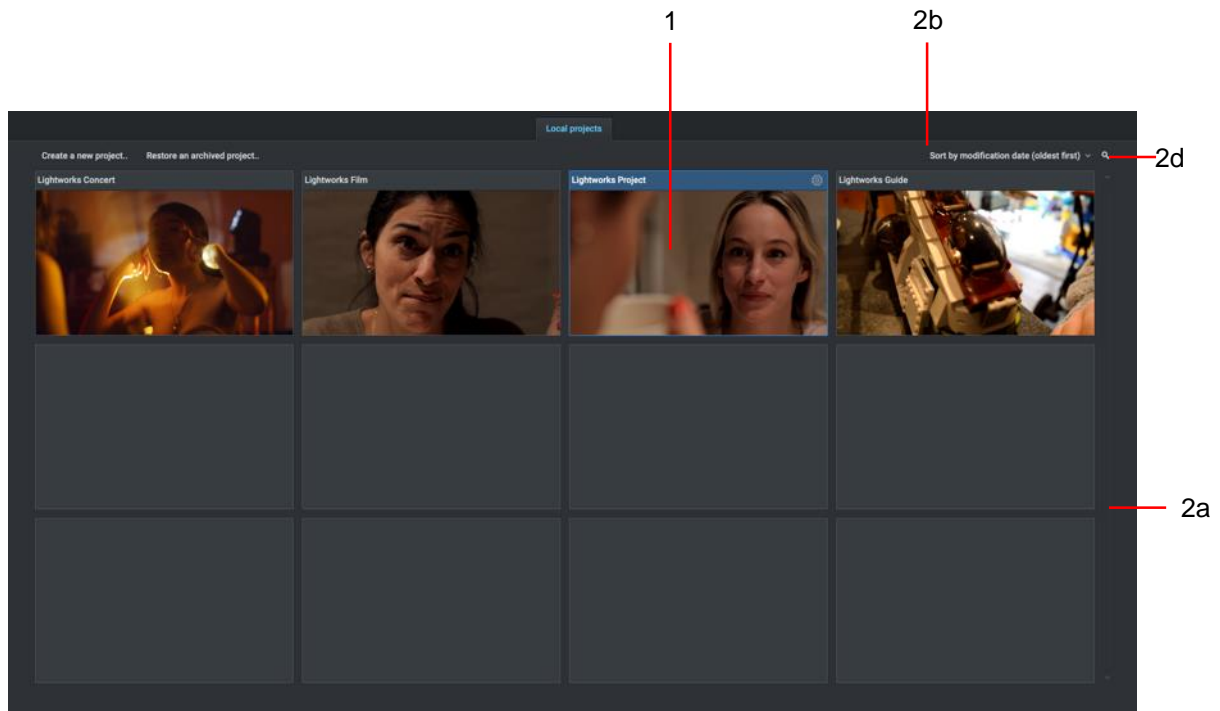 1
2b
Local projects
Create a new project.. Restore an archived project.. Sort by modification date (oldest first)
2d
Lightworks Concert
Lightworks Film
Lightworks Project
Lightworks Guide
2a